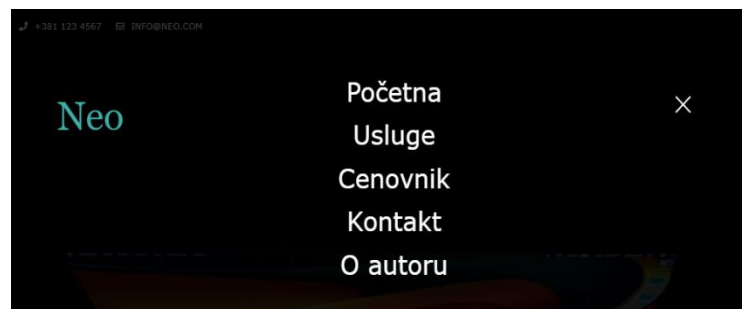 +381 123 4567 INFO@NEO.COM
Neo
Početna
Usluge
Cenovnik
Kontakt
O autoru